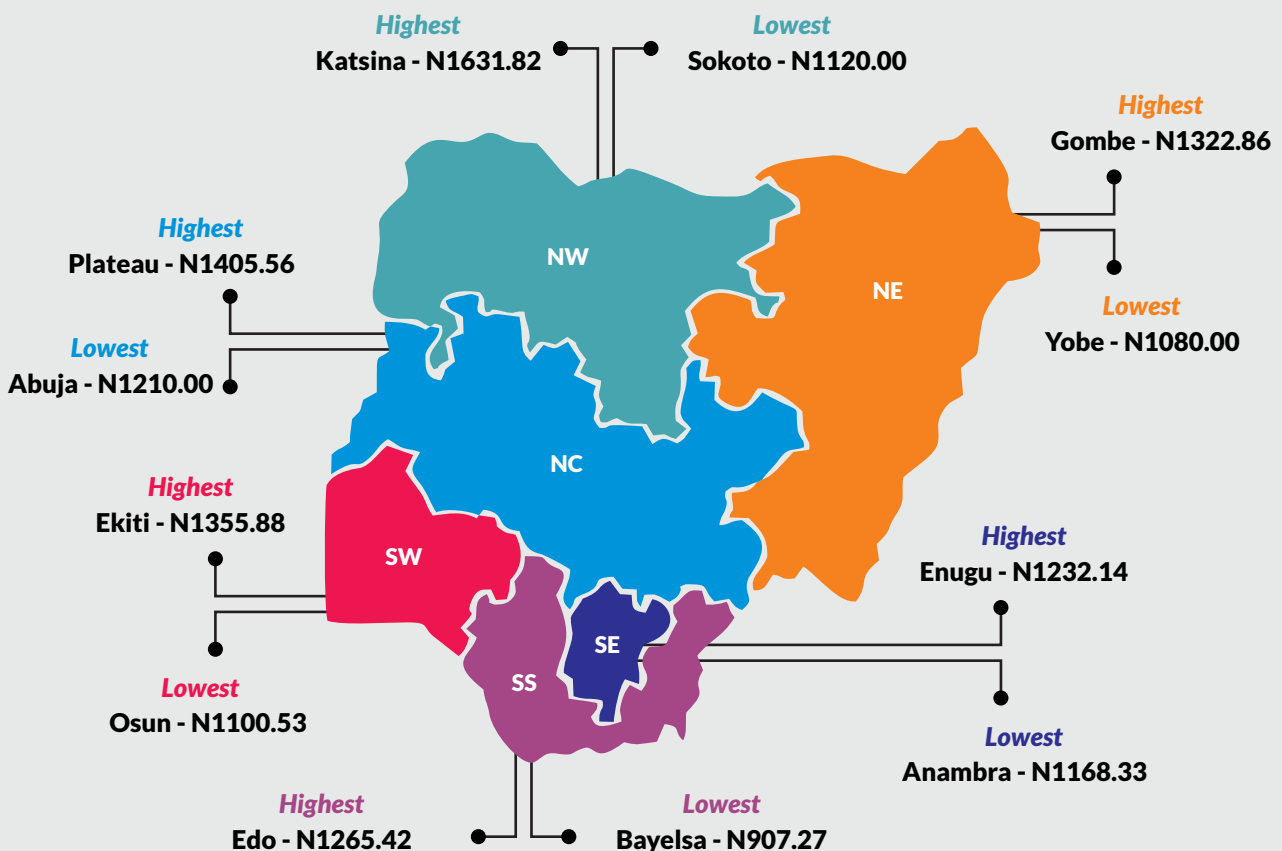 Highest
Katsina - N1631.82
Lowest
Sokoto - N1120.00
Highest
Gombe - N1322.86
Highest
Plateau - N1405.56
NW
NE
Lowest
Yobe - N1080.00
Lowest
Abuja - N1210.00
NC
Highest
Ekiti - N1355.88
SW
Highest
Enugu - N1232.14
SE
SS
Lowest
Osun - N1100.53
Lowest
Anambra - N1168.33
Highest
Edo - N1265.42
Lowest
Bayelsa - N907.27